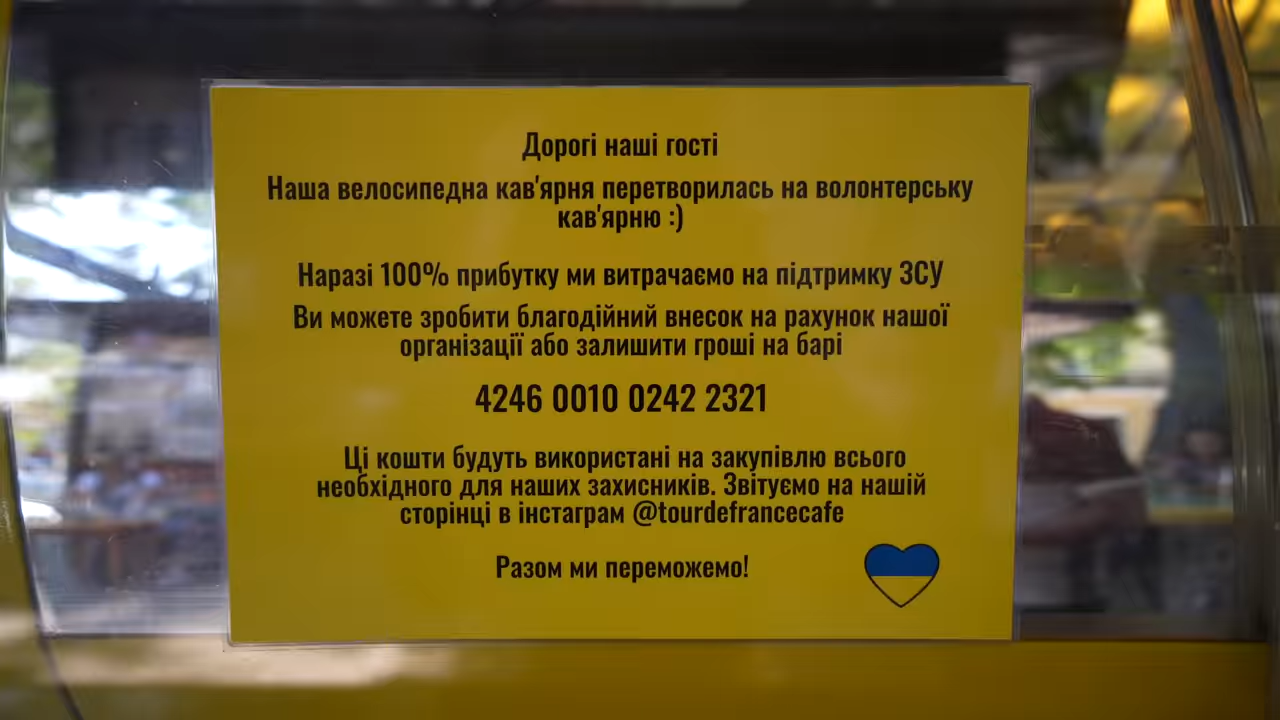 Дорогі наші гості
Наша велосипедна кав'ярня перетворилась на волонтерську
кав'ярню :)
Наразі 100% прибутку ми витрачаємо на підтримку ЗСУ
Ви можете зробити благодійний внесок на рахунок нашої
організації або залишити гроші на барі
4246 0010 0242 2321
Ці кошти будуть використані на закупівлю всього
необхідного для наших захисників. Звітуємо на нашій
сторінці в інстаграм @tourdefrancecafe
Разом ми переможемо!